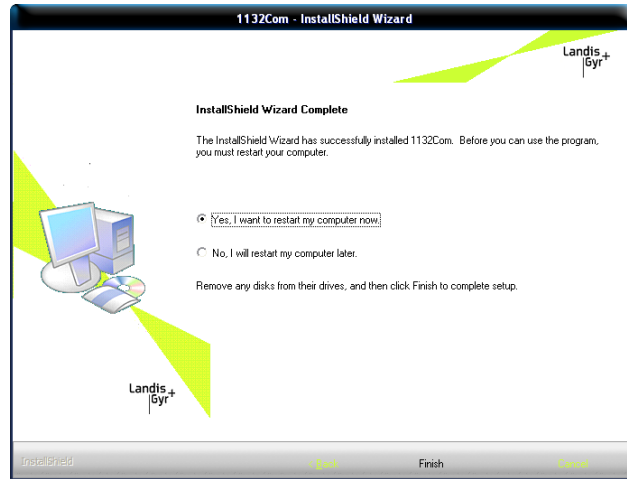 1132Com - InstallShield Wizard
Landis
Gyr+
InstallShield Wizard Complete
The InstallShield Wizard has successfully installed 1132Com. Before you can use the program,
you must restart your computer.
Yes, I want to restart my computer now.
No, I will restart my computer later.
Remove any disks from their drives, and then click Finish to complete setup.
Landis
Gyr+
InstallShield
< Back
Finish
Cancel